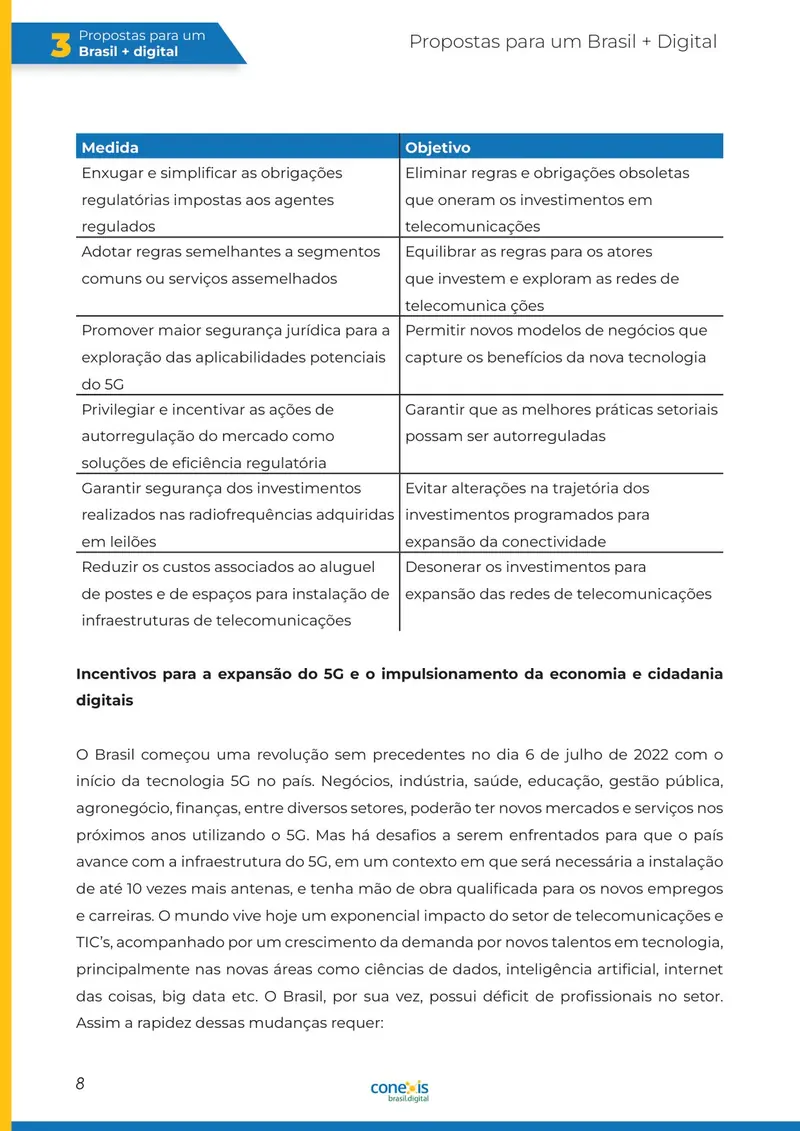 3
Propostas para um
Brasil + digital
Propostas para um Brasil + Digital
Medida
Objetivo
Enxugar e simplificar as obrigações
regulatórias impostas aos agentes
regulados
Eliminar regras e obrigações obsoletas
que oneram os investimentos em
telecomunicações
Adotar regras semelhantes a segmentos
comuns ou serviços assemelhados
Equilibrar as regras para os atores
que investem e exploram as redes de
telecomunica ções
Promover maior segurança jurídica para a
exploração das aplicabilidades potenciais
do 5G
Permitir novos modelos de negócios que
capture os benefícios da nova tecnologia
Privilegiar e incentivar as ações de
autorregulação do mercado como
soluções de eficiência regulatória
Garantir que as melhores práticas setoriais
possam ser autorreguladas
Garantir segurança dos investimentos
realizados nas radiofrequências adquiridas
em leilões
Evitar alterações na trajetória dos
investimentos programados para
expansão da conectividade
Reduzir os custos associados ao aluguel
de postes e de espaços para instalação de
infraestruturas de telecomunicações
Desonerar os investimentos para
expansão das redes de telecomunicações
Incentivos para a expansão do 5G e o impulsionamento da economia e cidadania
digitais
O Brasil começou uma revolução sem precedentes no dia 6 de julho de 2022 com o
início da tecnologia 5G no país. Negócios, indústria, saúde, educação, gestão pública,
agronegócio, finanças, entre diversos setores, poderão ter novos mercados e serviços nos
próximos anos utilizando o 5G. Mas há desafios a serem enfrentados para que o país
avance com a infraestrutura do 5G, em um contexto em que será necessária a instalação
de até 10 vezes mais antenas, e tenha mão de obra qualificada para os novos empregos
e carreiras. O mundo vive hoje um exponencial impacto do setor de telecomunicações e
TIC's, acompanhado por um crescimento da demanda por novos talentos em tecnologia,
principalmente nas novas áreas como ciências de dados, inteligência artificial, internet
das coisas, big data etc. O Brasil, por sua vez, possui déficit de profissionais no setor.
Assim a rapidez dessas mudanças requer:
8
conexis
brasil.digital